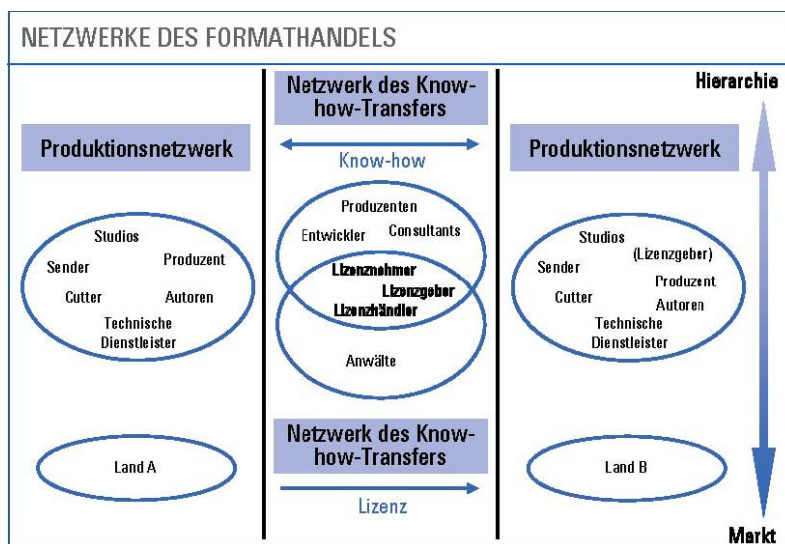 NETZWERKE DES FORMATHANDELS
Produktionsnetzwerk
Studios
Sender
Produzent
Cutter
Autoren
Technische
Dienstleister
Land A
Netzwerk des Know-
how-Transfers
Know-how
Produzenten
Entwickler
Consultants
Lizenznehmer
Lizenzgeber
Lizenzhändler
Anwälte
Netzwerk des Know-
how-Transfers
Lizenz
Produktionsnetzwerk
Studios
(Lizenzgeber)
Sender
Produzent
Cutter
Autoren
Technische
Dienstleister
Land B
Hierarchie
Markt